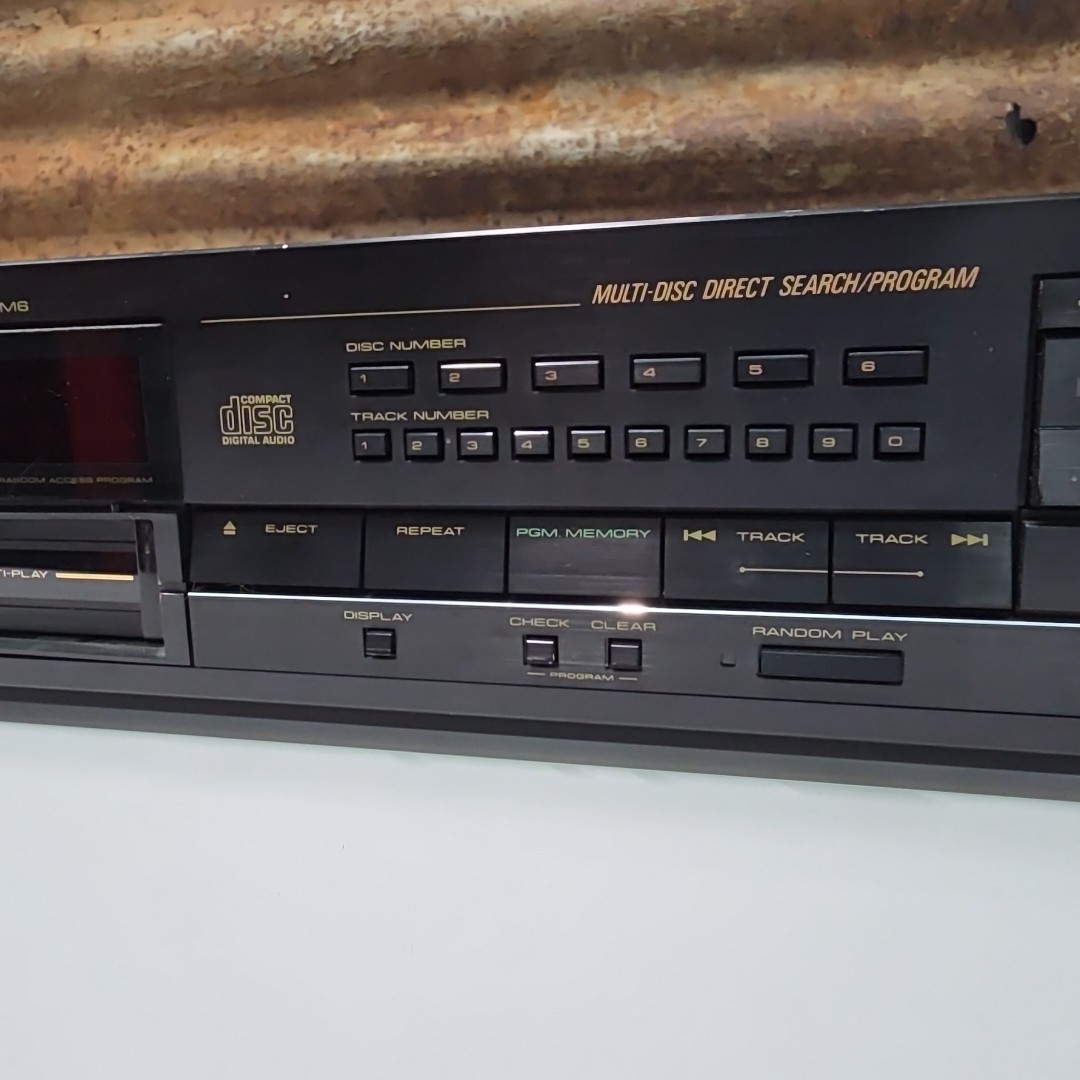 M6
MULTI-DISC DIRECT SEARCH/PROGRAM
DISC NUMBER
1 2 3 4 5 6
COMPACT
disc
DIGITAL AUDIO
TRACK NUMBER
1 2 3 4 5 6 7 8 9 0
RANDOM ACCESS PROGRAM
EJECT REPEAT PGM. MEMORY TRACK TRACK
TI-PLAY
DISPLAY CHECK CLEAR RANDOM PLAY
PROGRAM